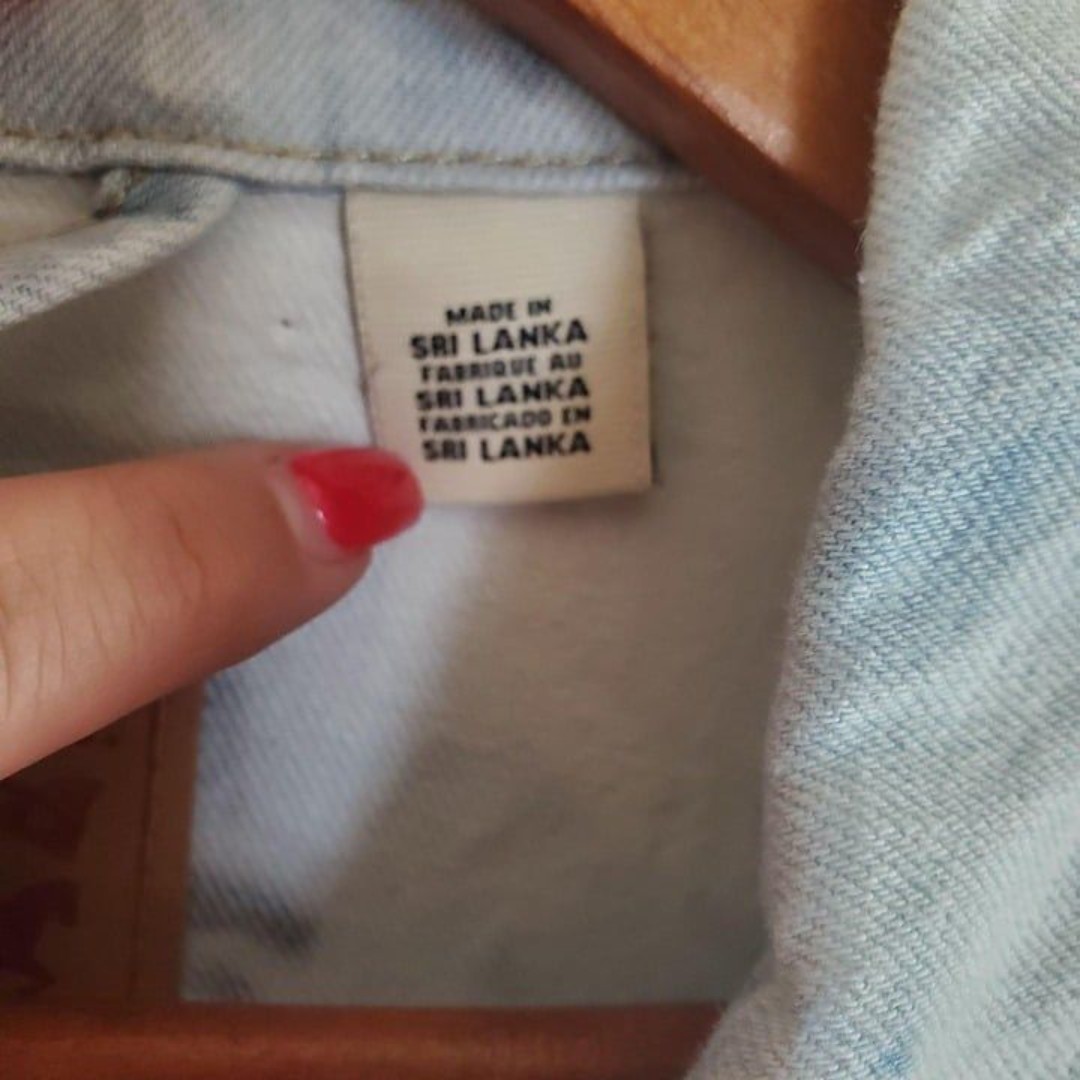 MADE IN
SRI LANKA
FABRIQUE AU
SRI LANKA
FABRICADO EN
SRI LANKA